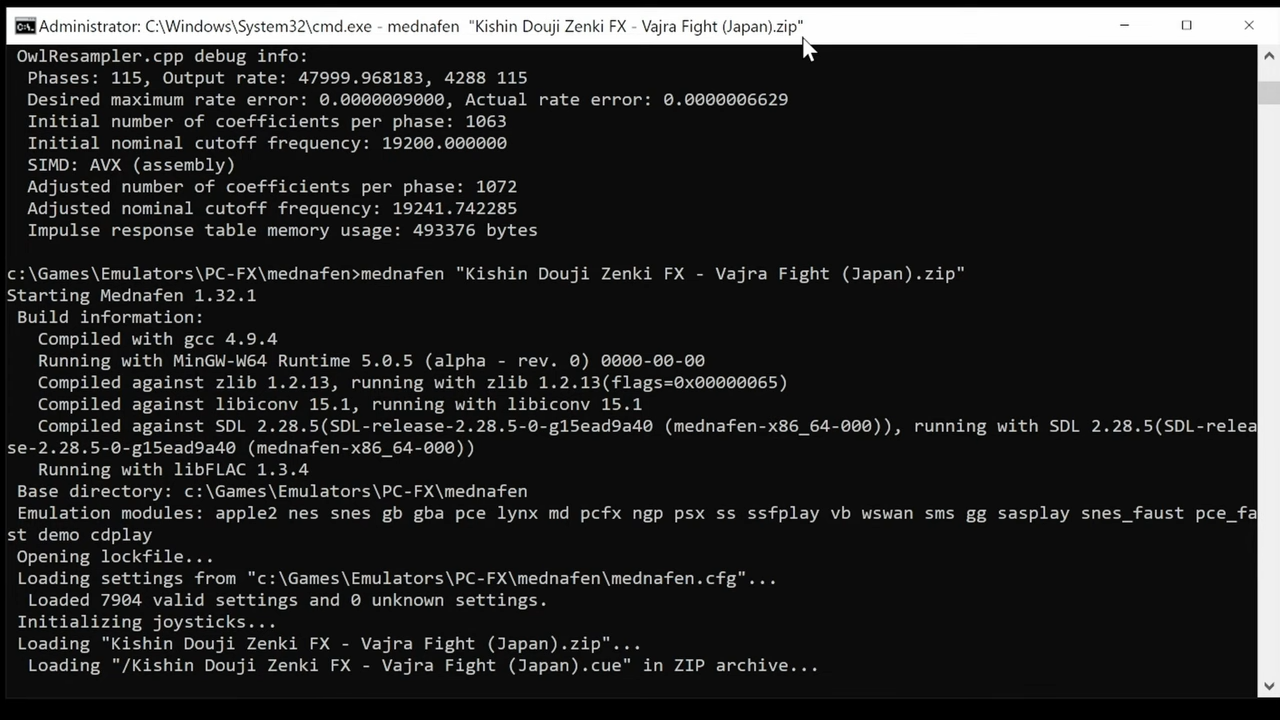 Administrator: C:\Windows\System32\cmd.exe - mednafen  "Kishin Douji Zenki FX - Vajra Fight (Japan).zip"
OwlResampler.cpp debug info:
Phases: 115, Output rate: 47999.968183, 4288 115
Desired maximum rate error: 0.0000009000, Actual rate error: 0.0000006629
Initial number of coefficients per phase: 1063
Initial nominal cutoff frequency: 19200.000000
SIMD: AVX (assembly)
Adjusted number of coefficients per phase: 1072
Adjusted nominal cutoff frequency: 19241.742285
Impulse response table memory usage: 493376 bytes
c:\Games\Emulators\PC-FX\mednafen>mednafen "Kishin Douji Zenki FX - Vajra Fight (Japan).zip"
Starting Mednafen 1.32.1
Build information:
Compiled with gcc 4.9.4
Running with MinGW-W64 Runtime 5.0.5 (alpha - rev. 0) 0000-00-00
Compiled against zlib 1.2.13, running with zlib 1.2.13(flags=0x00000065)
Compiled against libiconv 15.1, running with libiconv 15.1
Compiled against SDL 2.28.5(SDL-release-2.28.5-0-g15ead9a40 (mednafen-x86_64-000)), running with SDL 2.28.5(SDL-relea
se-2.28.5-0-g15ead9a40 (mednafen-x86_64-000))
Running with libFLAC 1.3.4
Base directory: c:\Games\Emulators\PC-FX\mednafen
Emulation modules: apple2 nes snes gb gba pce lynx md pcfx ngp psx ss ssfplay vb wswan sms gg sasplay snes_faust pce_fa
st demo cdplay
Opening lockfile...
Loading settings from "c:\Games\Emulators\PC-FX\mednafen\mednafen.cfg"...
Loaded 7904 valid settings and 0 unknown settings.
Initializing joysticks...
Loading "Kishin Douji Zenki FX - Vajra Fight (Japan).zip"...
Loading "/Kishin Douji Zenki FX - Vajra Fight (Japan).cue" in ZIP archive...